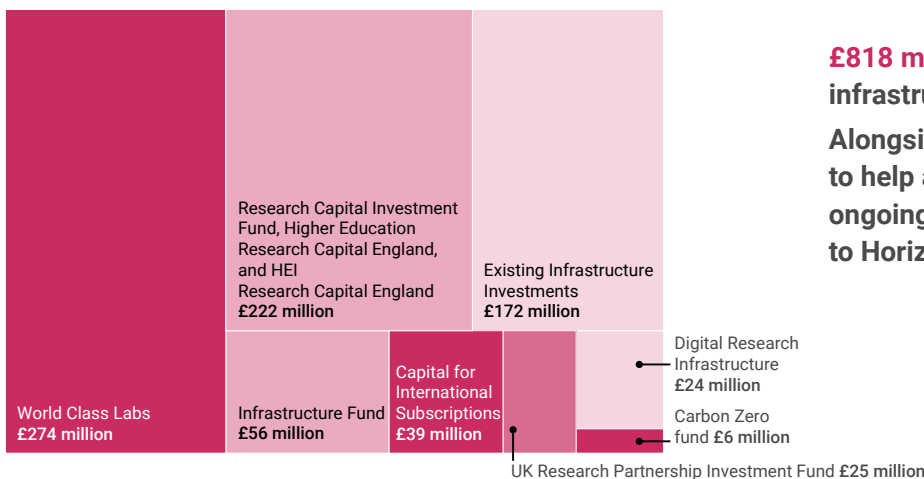 £818 m
infrastru
Alongsi
to help a
ongoing
to Horiz
Research Capital Investment
Fund, Higher Education
Research Capital England,
and HEI
Research Capital England
£222 million
Existing Infrastructure
Investments
£172 million
World Class Labs
£274 million
Infrastructure Fund
£56 million
Capital for
International
Subscriptions
£39 million
Digital Research
Infrastructure
£24 million
Carbon Zero
fund £6 million
UK Research Partnership Investment Fund £25 million